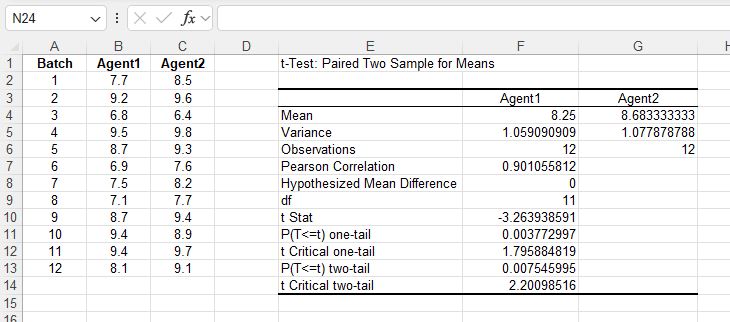 N24 fx
A B C D E F G H
1 Batch Agent1 Agent2 t-Test: Paired Two Sample for Means
2 1 7.7 8.5
3 2 9.2 9.6 Agent1 Agent2
4 3 6.8 6.4 Mean 8.25 8.683333333
5 4 9.5 9.8 Variance 1.059090909 1.077878788
6 5 8.7 9.3 Observations 12 12
7 6 6.9 7.6 Pearson Correlation 0.901055812
8 7 7.5 8.2 Hypothesized Mean Difference 0
9 8 7.1 7.7 df 11
10 9 8.7 9.4 t Stat -3.263938591
11 10 9.4 8.9 P(T<=t) one-tail 0.003772997
12 11 9.4 9.7 t Critical one-tail 1.795884819
13 12 8.1 9.1 P(T<=t) two-tail 0.007545995
14 t Critical two-tail 2.20098516
15
16